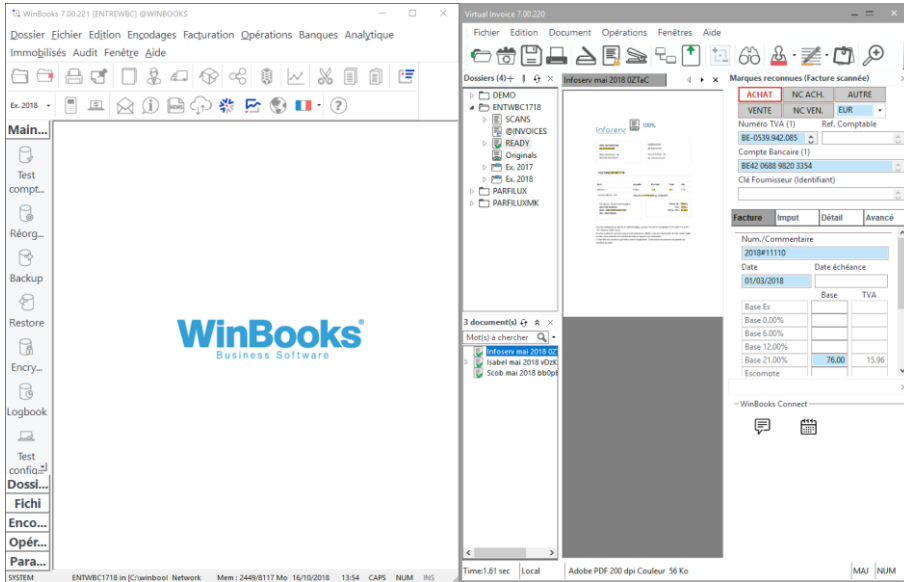 WinBooks 7.00.221 [ENTREWBC] @WINBOOKS
Dossier Fichier Edition Encodages Facturation Opérations Banques Analytique
Immobilisés Audit Fenêtre Aide
Ex. 2018
Main...
Test
compt...
Réorg...
Backup
Restore
Encry...
Logbook
Test
config...
Dossi...
Fichi
Enco...
Opér...
Para...
WinBooks®
Business Software
SYSTEM ENTWBC1718 in [C:\winbool Network Mem : 2449/8117 Mo 16/10/2018 13:54 CAPS NUM INS
Virtual Invoice 7.00.220
Fichier Edition Document Opérations Fenêtres Aide
Dossiers (4)
DEMO
ENTWBC1718
SCANS
@INVOICES
READY
Originals
Ex. 2017
Ex. 2018
PARFILUX
PARFILUXMK
3 document(s)
Mot(s) à chercher
Infoserv mai 2018 0Z
Isabel mai 2018 vDzK
Scob mai 2018 bb0pE
Infoserv mai 2018 0ZTaC
infoserv 100%
Marques reconnues (Facture scannée)
ACHAT NC ACH. AUTRE
VENTE NC VEN. EUR
Numéro TVA (1) Ref. Comptable
BE-0539.942.085
Compte Bancaire (1)
BE42 0688 9820 3354
Clé Fournisseur (Identifiant)
Facture Imput Détail Avancé
Num./Commentaire
2018#11110
Date Date échéance
01/03/2018
Base TVA
Base Ex
Base 0.00%
Base 6.00%
Base 12.00%
Base 21.00% 76.00 15.96
Escompte
WinBooks Connect
Time:1.61 sec Local Adobe PDF 200 dpi Couleur 56 Ko MAJ NUM